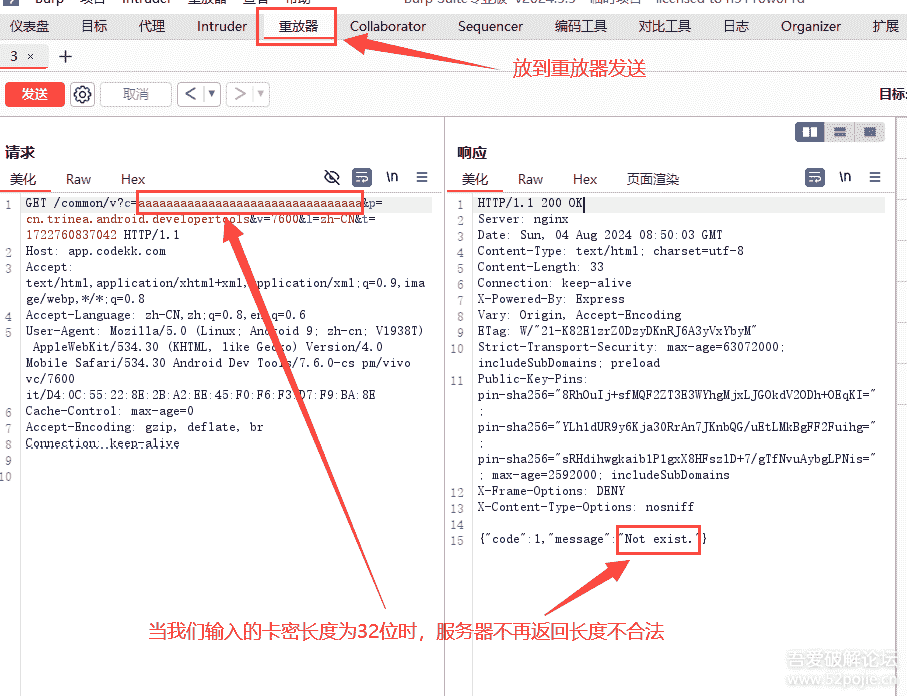 仪表盘 目标 代理 Intruder 重放器 Collaborator Sequencer 编码工具 对比工具 日志 Organizer 扩展
3 × +
放到重放器发送
发送 取消 < ▼ > ▼ 目标:
请求
美化 Raw Hex \n
1 GET /common/v?c=aaaaaaaaaaaaaaaaaaaaaaaaaaaaaaaa&p=
cn.trinea.android.developertools&v=7600&l=zh-CN&t=
1722760837042 HTTP/1.1
2 Host: app.codekk.com
3 Accept:
text/html,application/xhtml+xml,application/xml;q=0.9,ima
ge/webp,*/*;q=0.8
4 Accept-Language: zh-CN,zh;q=0.8,en;q=0.6
5 User-Agent: Mozilla/5.0 (Linux; Android 9; zh-cn; V1938T)
AppleWebKit/534.30 (KHTML, like Gecko) Version/4.0
Mobile Safari/534.30 Android Dev Tools/7.6.0-cs pm/vivo
vc/7600
it/D4:0C:55:22:8E:2B:A2:EE:45:F0:F6:F3:D7:F9:BA:8E
6 Cache-Control: max-age=0
7 Accept-Encoding: gzip, deflate, br
8 Connection: keep-alive
9
10
响应
美化 Raw Hex 页面渲染 \n
1 HTTP/1.1 200 OK
2 Server: nginx
3 Date: Sun, 04 Aug 2024 08:50:03 GMT
4 Content-Type: text/html; charset=utf-8
5 Content-Length: 33
6 Connection: keep-alive
7 X-Powered-By: Express
8 Vary: Origin, Accept-Encoding
9 ETag: W/"21-K82E1zrZ0DzyDKnRJ6A3yVxYbyM"
10 Strict-Transport-Security: max-age=63072000;
includeSubDomains; preload
11 Public-Key-Pins:
pin-sha256="8RhOuIj+sfMQF2ZT3E3WYhgMjxLJGOkdV2ODh+OEqKI="
;
pin-sha256="YLh1dUR9y6Kja30RrAn7JKnbQG/uEtLMkBgFF2Fuihg="
;
pin-sha256="sRHdihwgkaib1P1gxX8HFszlD+7/gTfNvuAybgLPNis="
; max-age=2592000; includeSubDomains
12 X-Frame-Options: DENY
13 X-Content-Type-Options: nosniff
14
15 {"code":1,"message":"Not exist."}
当我们输入的卡密长度为32位时，服务器不再返回长度不合法
吾爱破解论坛
www.52pojie.cn